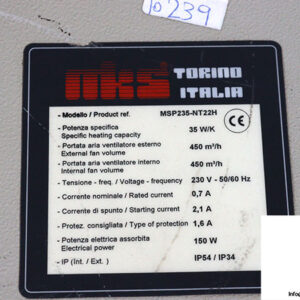 10239
nks TORINO
ITALIA
- Modello / Product ref. MSP235-NT22H
- Potenza specifica
Specific heating capacity 35 W/K
- Portata aria ventilatore esterno
External fan volume 450 m³/h
- Portata aria ventilatore interno
Internal fan volume 450 m³/h
- Tensione - freq. / Voltage - frequency 230 V - 50/60 Hz
- Corrente nominale / Rated current 0,7 A
- Corrente di spunto / Starting current 2,1 A
- Protez. consigliata / Type of protection 1,6 A
- Potenza elettrica assorbita
Electrical power 150 W
- IP (Int. / Ext. ) IP54 / IP34
CE